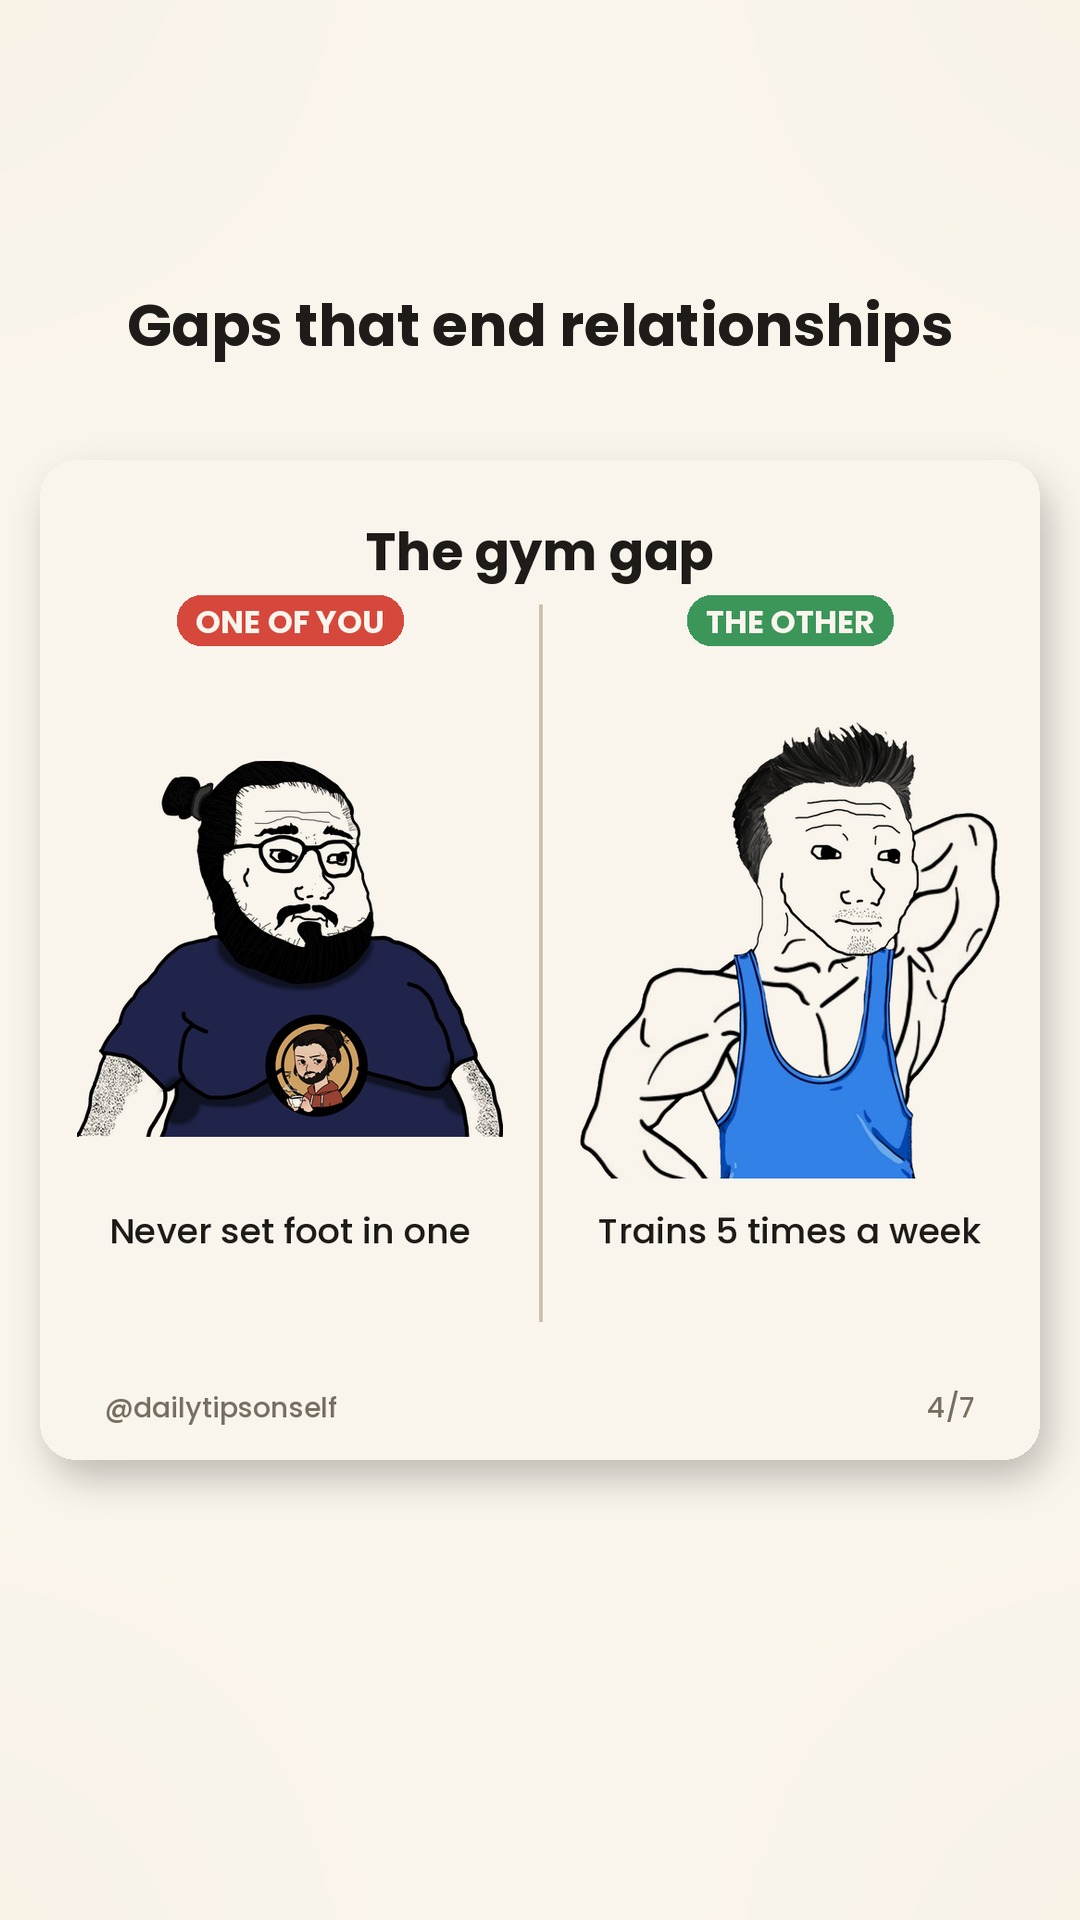 Gaps that end relationships
The gym gap
ONE OF YOU
THE OTHER
Never set foot in one
Trains 5 times a week
@dailytipsonself
4/7